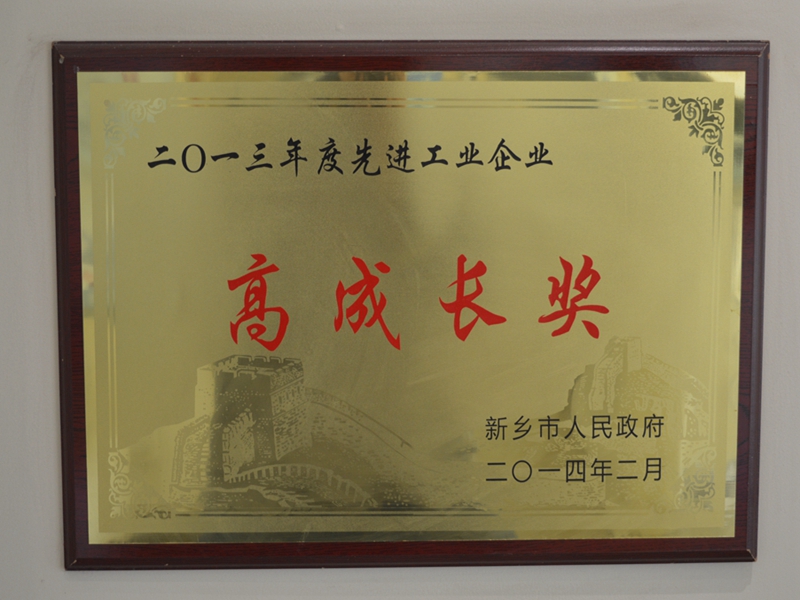 二〇一三年度先进工业企业
高成长奖
新乡市人民政府
二〇一四年二月